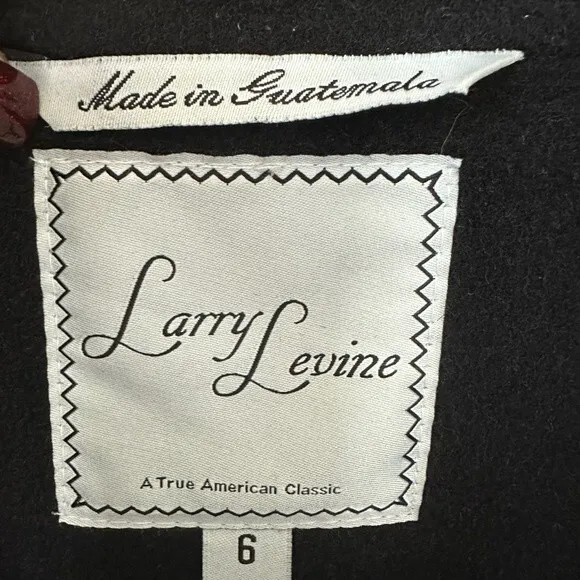 Made in Guatemala
Larry
Levine
A True American Classic
6